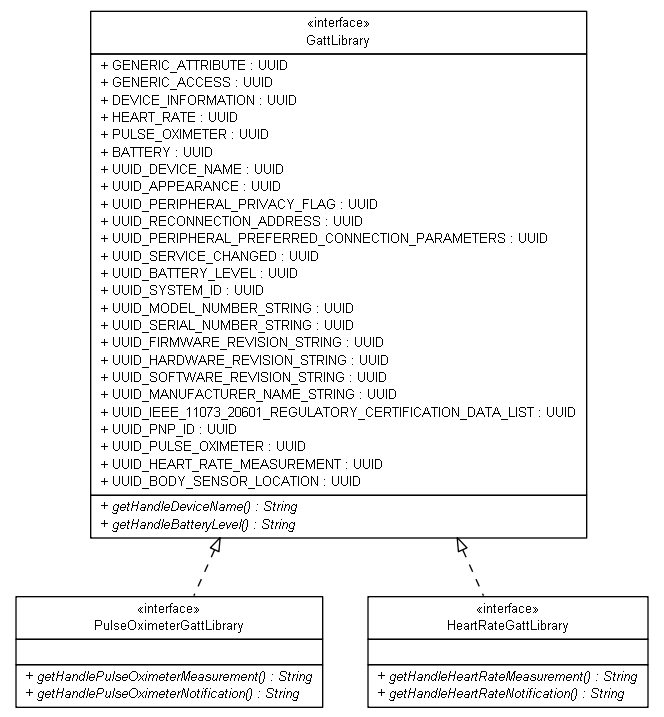 «interface»
GattLibrary
+ GENERIC_ATTRIBUTE : UUID
+ GENERIC_ACCESS : UUID
+ DEVICE_INFORMATION : UUID
+ HEART_RATE : UUID
+ PULSE_OXIMETER : UUID
+ BATTERY : UUID
+ UUID_DEVICE_NAME : UUID
+ UUID_APPEARANCE : UUID
+ UUID_PERIPHERAL_PRIVACY_FLAG : UUID
+ UUID_RECONNECTION_ADDRESS : UUID
+ UUID_PERIPHERAL_PREFERRED_CONNECTION_PARAMETERS : UUID
+ UUID_SERVICE_CHANGED : UUID
+ UUID_BATTERY_LEVEL : UUID
+ UUID_SYSTEM_ID : UUID
+ UUID_MODEL_NUMBER_STRING : UUID
+ UUID_SERIAL_NUMBER_STRING : UUID
+ UUID_FIRMWARE_REVISION_STRING : UUID
+ UUID_HARDWARE_REVISION_STRING : UUID
+ UUID_SOFTWARE_REVISION_STRING : UUID
+ UUID_MANUFACTURER_NAME_STRING : UUID
+ UUID_IEEE_11073_20601_REGULATORY_CERTIFICATION_DATA_LIST : UUID
+ UUID_PNP_ID : UUID
+ UUID_PULSE_OXIMETER : UUID
+ UUID_HEART_RATE_MEASUREMENT : UUID
+ UUID_BODY_SENSOR_LOCATION : UUID
+ getHandleDeviceName() : String
+ getHandleBatteryLevel() : String
«interface»
PulseOximeterGattLibrary
+ getHandlePulseOximeterMeasurement() : String
+ getHandlePulseOximeterNotification() : String
«interface»
HeartRateGattLibrary
+ getHandleHeartRateMeasurement() : String
+ getHandleHeartRateNotification() : String